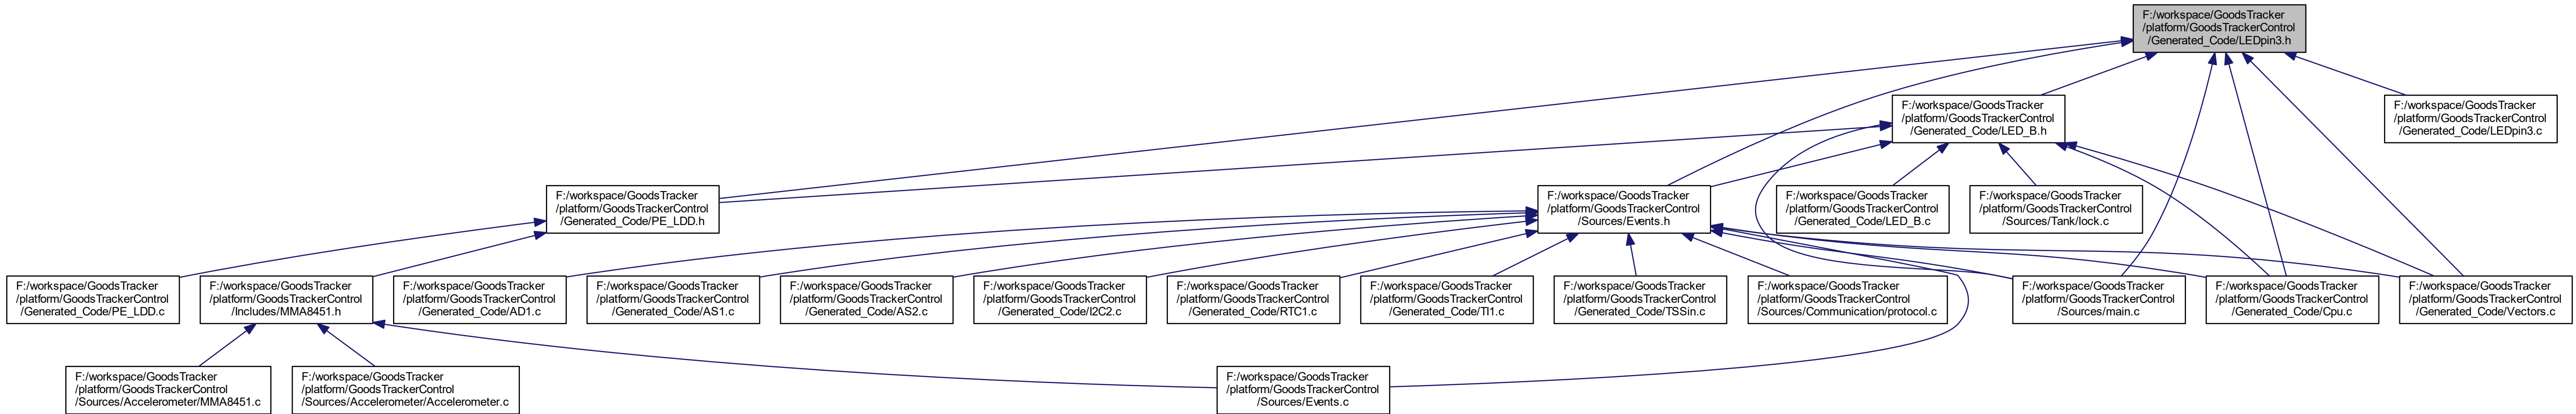 F:/workspace/GoodsTracker
/platform/GoodsTrackerControl
/Generated_Code/LEDpin3.h
F:/workspace/GoodsTracker
/platform/GoodsTrackerControl
/Generated_Code/LED_B.h
F:/workspace/GoodsTracker
/platform/GoodsTrackerControl
/Generated_Code/LEDpin3.c
F:/workspace/GoodsTracker
/platform/GoodsTrackerControl
/Generated_Code/PE_LDD.h
F:/workspace/GoodsTracker
/platform/GoodsTrackerControl
/Sources/Events.h
F:/workspace/GoodsTracker
/platform/GoodsTrackerControl
/Generated_Code/LED_B.c
F:/workspace/GoodsTracker
/platform/GoodsTrackerControl
/Sources/Tank/lock.c
F:/workspace/GoodsTracker
/platform/GoodsTrackerControl
/Generated_Code/PE_LDD.c
F:/workspace/GoodsTracker
/platform/GoodsTrackerControl
/Includes/MMA8451.h
F:/workspace/GoodsTracker
/platform/GoodsTrackerControl
/Generated_Code/AD1.c
F:/workspace/GoodsTracker
/platform/GoodsTrackerControl
/Generated_Code/AS1.c
F:/workspace/GoodsTracker
/platform/GoodsTrackerControl
/Generated_Code/AS2.c
F:/workspace/GoodsTracker
/platform/GoodsTrackerControl
/Generated_Code/I2C2.c
F:/workspace/GoodsTracker
/platform/GoodsTrackerControl
/Generated_Code/RTC1.c
F:/workspace/GoodsTracker
/platform/GoodsTrackerControl
/Generated_Code/TI1.c
F:/workspace/GoodsTracker
/platform/GoodsTrackerControl
/Generated_Code/TSSin.c
F:/workspace/GoodsTracker
/platform/GoodsTrackerControl
/Sources/Communication/protocol.c
F:/workspace/GoodsTracker
/platform/GoodsTrackerControl
/Sources/main.c
F:/workspace/GoodsTracker
/platform/GoodsTrackerControl
/Generated_Code/Cpu.c
F:/workspace/GoodsTracker
/platform/GoodsTrackerControl
/Generated_Code/Vectors.c
F:/workspace/GoodsTracker
/platform/GoodsTrackerControl
/Sources/Accelerometer/MMA8451.c
F:/workspace/GoodsTracker
/platform/GoodsTrackerControl
/Sources/Accelerometer/Accelerometer.c
F:/workspace/GoodsTracker
/platform/GoodsTrackerControl
/Sources/Events.c